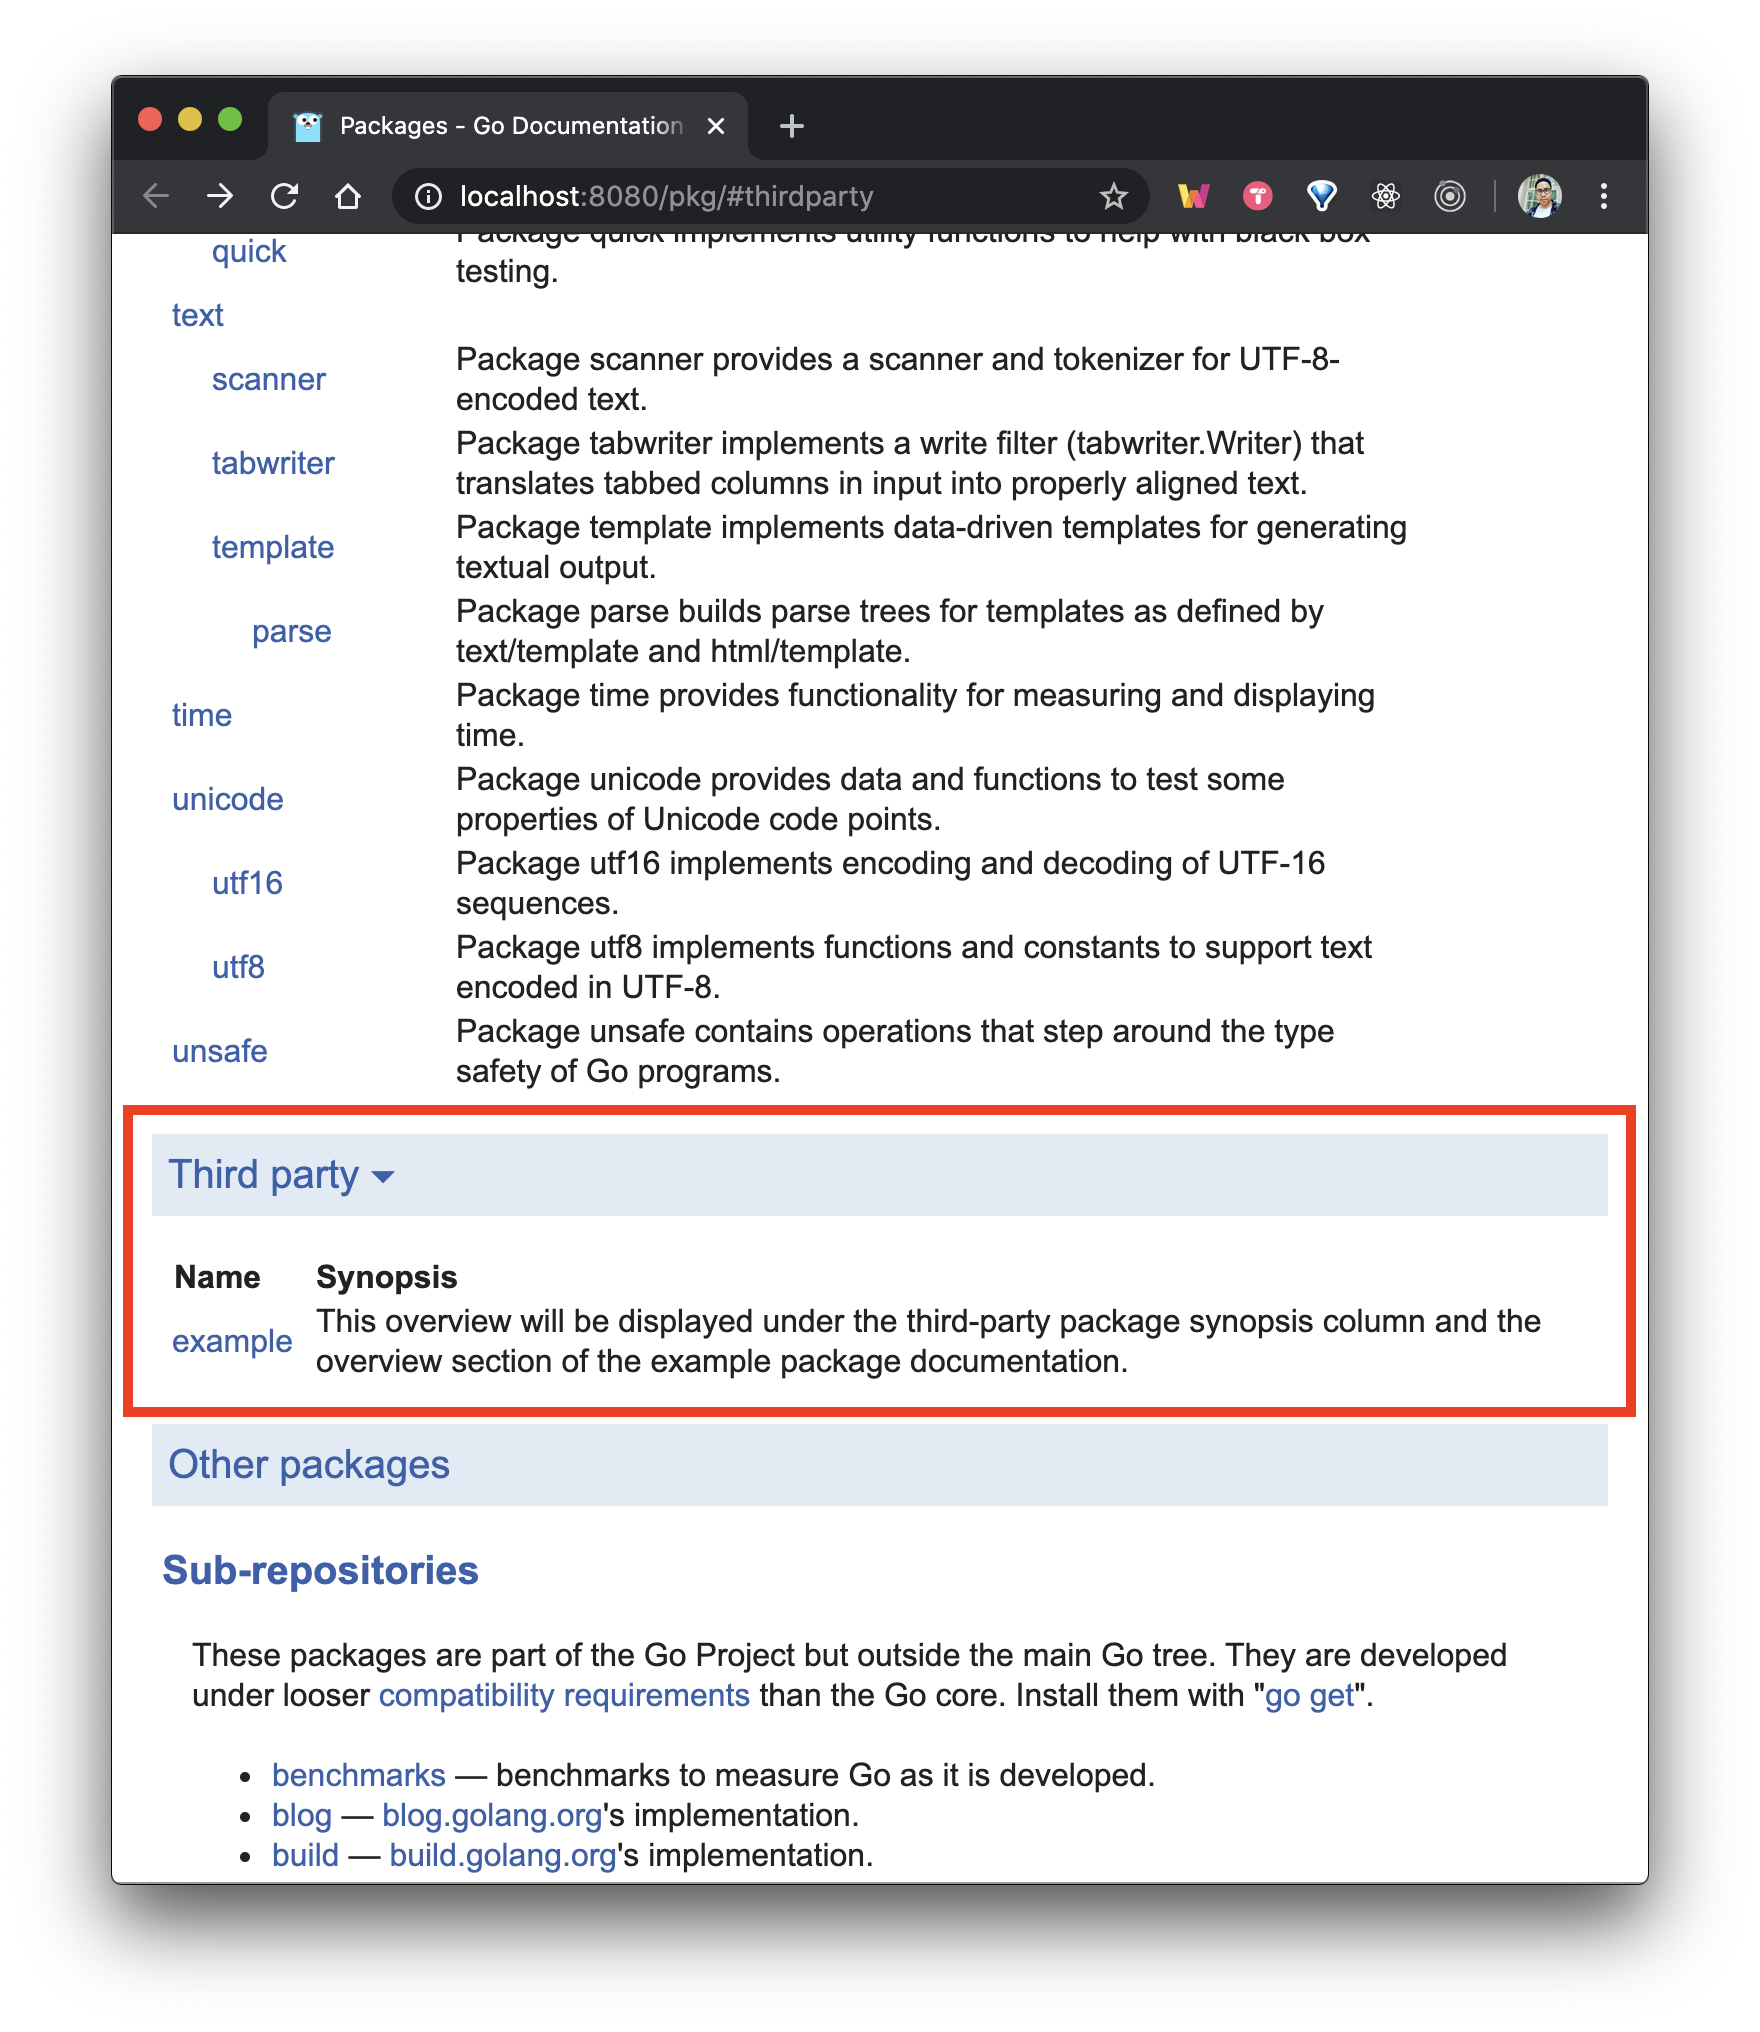 Packages - Go Documentation
localhost:8080/pkg/#thirdparty
quick
Package quick implements utility functions to help with black box
testing.
text
scanner
Package scanner provides a scanner and tokenizer for UTF-8-
encoded text.
tabwriter
Package tabwriter implements a write filter (tabwriter.Writer) that
translates tabbed columns in input into properly aligned text.
template
Package template implements data-driven templates for generating
textual output.
parse
Package parse builds parse trees for templates as defined by
text/template and html/template.
time
Package time provides functionality for measuring and displaying
time.
unicode
Package unicode provides data and functions to test some
properties of Unicode code points.
utf16
Package utf16 implements encoding and decoding of UTF-16
sequences.
utf8
Package utf8 implements functions and constants to support text
encoded in UTF-8.
unsafe
Package unsafe contains operations that step around the type
safety of Go programs.
Third party
Name Synopsis
example
This overview will be displayed under the third-party package synopsis column and the
overview section of the example package documentation.
Other packages
Sub-repositories
These packages are part of the Go Project but outside the main Go tree. They are developed
under looser compatibility requirements than the Go core. Install them with "go get".
• benchmarks — benchmarks to measure Go as it is developed.
• blog — blog.golang.org's implementation.
• build — build.golang.org's implementation.